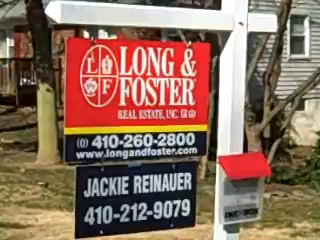 LONG &
FOSTER
REAL ESTATE, INC.
L
F
(O) 410-260-2800
www.longandfoster.com
JACKIE REINAUER
410-212-9079